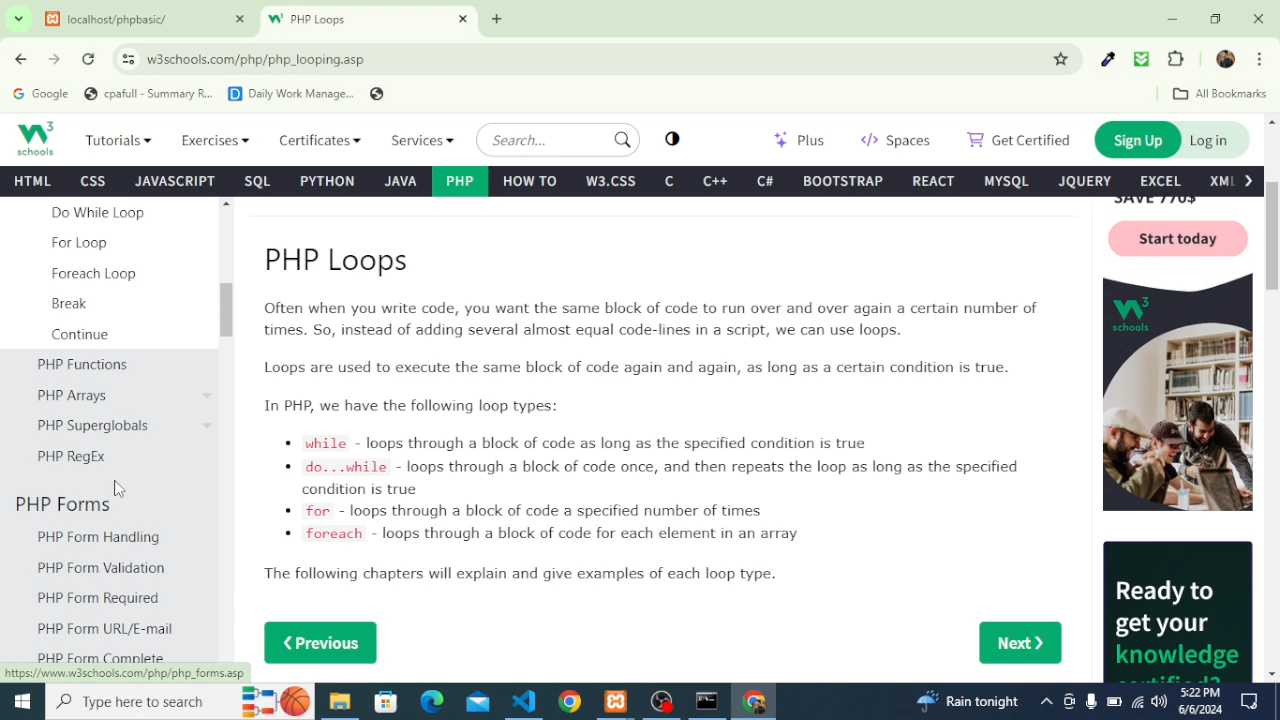 localhost/phpbasic/
PHP Loops
w3schools.com/php/php_looping.asp
Google
cpafull - Summary R...
Daily Work Manage...
All Bookmarks
W3
schools
Tutorials
Exercises
Certificates
Services
Search...
Plus
Spaces
Get Certified
Sign Up
Log in
HTML CSS JAVASCRIPT SQL PYTHON JAVA PHP HOW TO W3.CSS C C++ C# BOOTSTRAP REACT MYSQL JQUERY EXCEL XML
Do While Loop
For Loop
Foreach Loop
Break
Continue
PHP Functions
PHP Arrays
PHP Superglobals
PHP RegEx
PHP Forms
PHP Form Handling
PHP Form Validation
PHP Form Required
PHP Form URL/E-mail
PHP Form Complete
https://www.w3schools.com/php/php_forms.asp
PHP Loops
Often when you write code, you want the same block of code to run over and over again a certain number of
times. So, instead of adding several almost equal code-lines in a script, we can use loops.
Loops are used to execute the same block of code again and again, as long as a certain condition is true.
In PHP, we have the following loop types:
• while - loops through a block of code as long as the specified condition is true
• do...while - loops through a block of code once, and then repeats the loop as long as the specified
condition is true
• for - loops through a block of code a specified number of times
• foreach - loops through a block of code for each element in an array
The following chapters will explain and give examples of each loop type.
❮ Previous
Next ❯
SAVE 770$
Start today
W3
schools
Ready to
get your
knowledge
certified?
Type here to search
Rain tonight
5:22 PM
6/6/2024